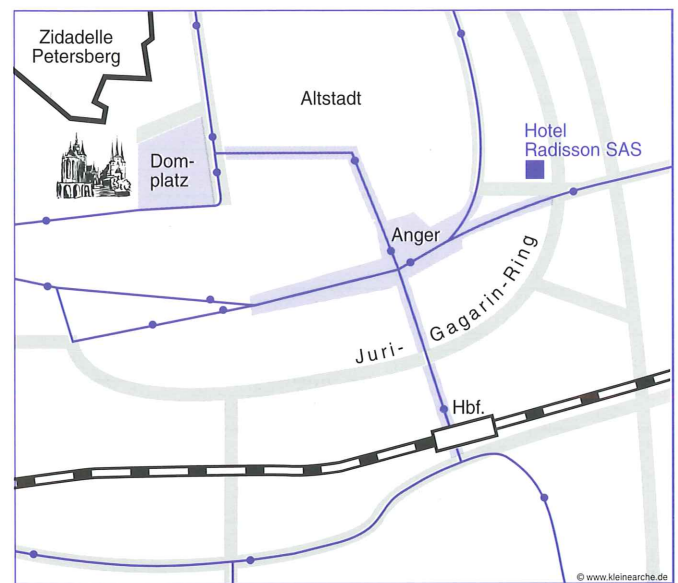 Zidadelle
Petersberg
Altstadt
Hotel
Radisson SAS
Dom-
platz
Anger
Juri- Gagarin-Ring
Hbf.
© www.kleinearche.de